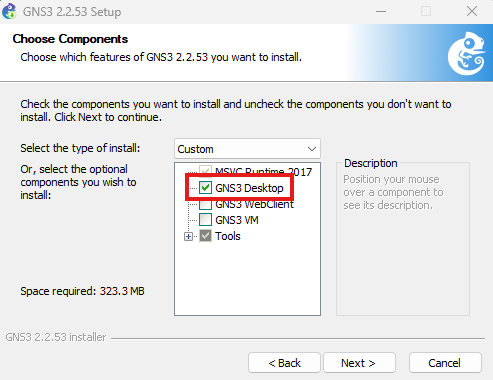 GNS3 2.2.53 Setup
Choose Components
Choose which features of GNS3 2.2.53 you want to install.
Check the components you want to install and uncheck the components you don't want to
install. Click Next to continue.
Select the type of install:
Custom
Or, select the optional
components you wish to
install:
MSVC Runtime 2017
GNS3 Desktop
GNS3 WebClient
GNS3 VM
Tools
Description
Position your mouse
over a component to
see its description.
Space required: 323.3 MB
GNS3 2.2.53 installer
< Back
Next >
Cancel